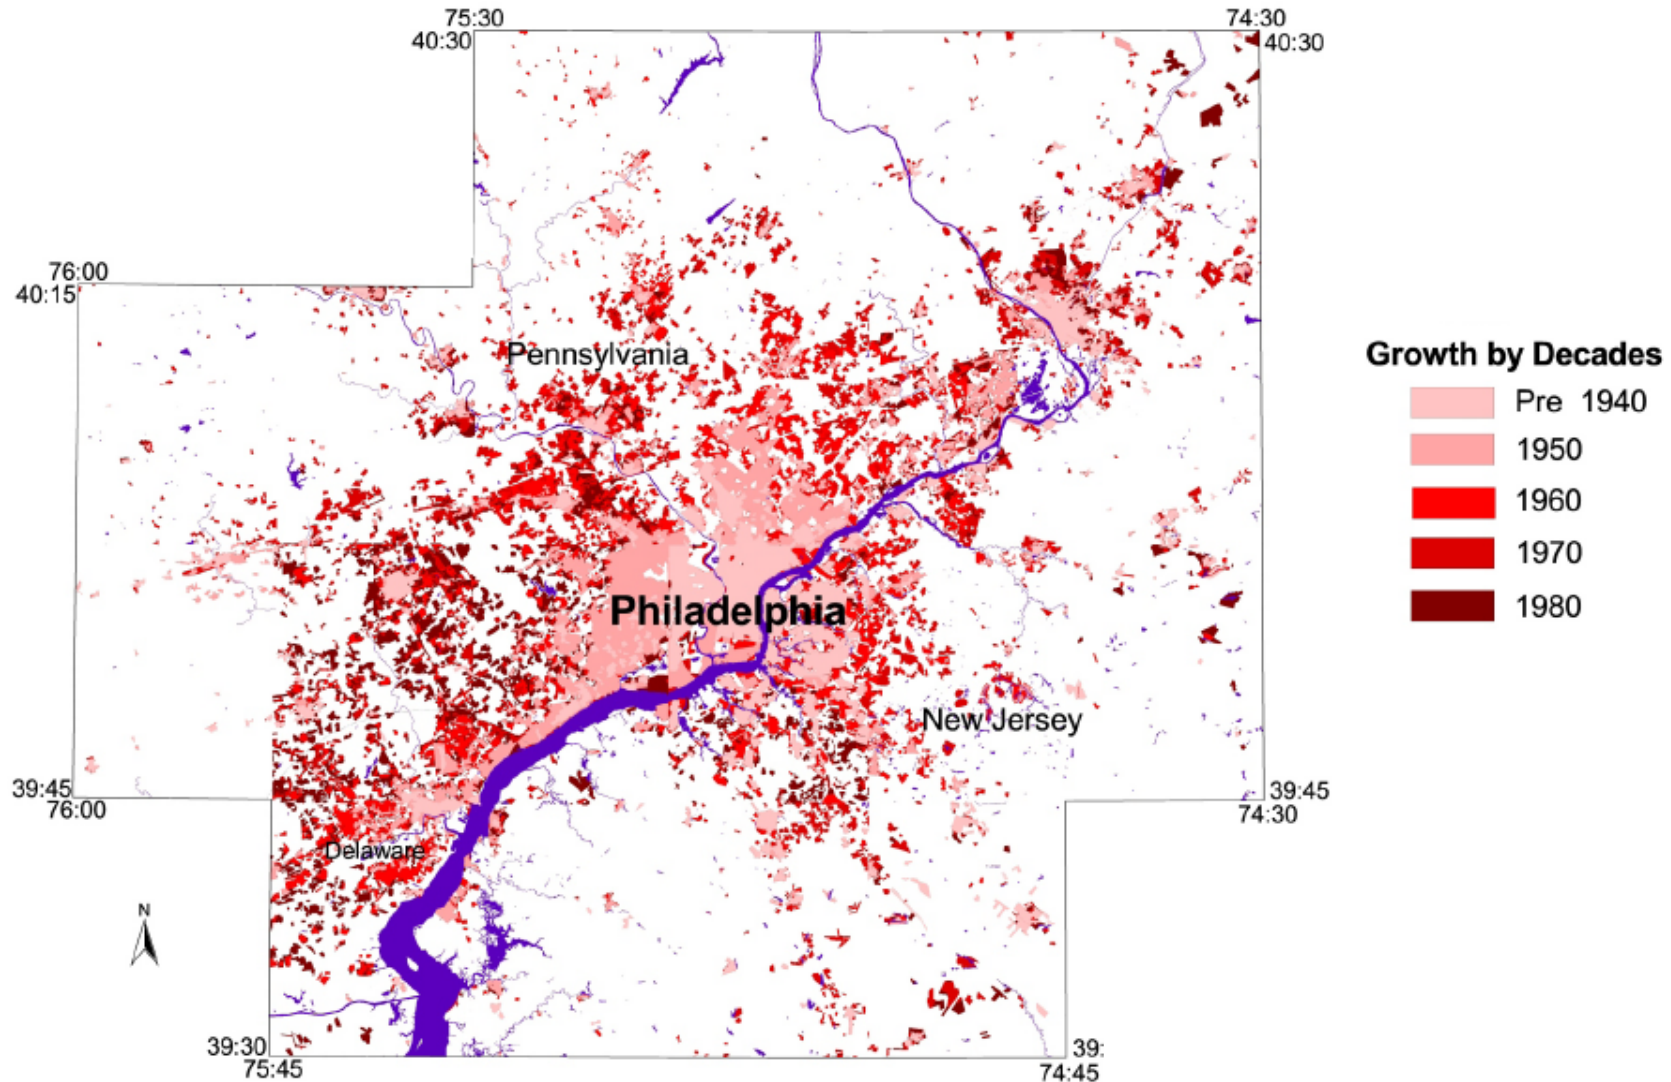 75:30
74:30
40:30
40:30
76:00
40:15
Pennsylvania
Growth by Decades
Pre 1940
1950
1960
1970
1980
Philadelphia
New Jersey
39:45
76:00
39:45
74:30
Delaware
N
39:30
75:45
39:
74:45